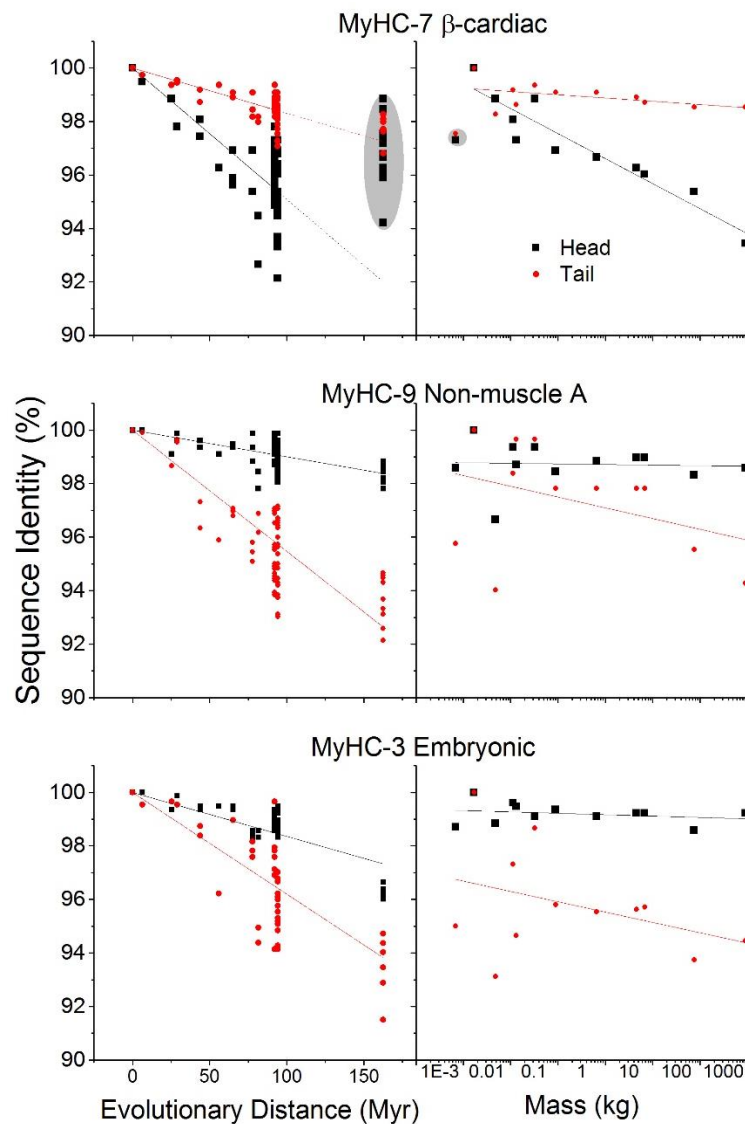 MyHC-7 β-cardiac
100
98
96
94
92
90
Head
Tail
MyHC-9 Non-muscle A
100
98
96
94
92
90
Sequence Identity (%)
MyHC-3 Embryonic
100
98
96
94
92
90
0 50 100 150
1E-3 0.01 0.1 1 10 100 1000
Evolutionary Distance (Myr)
Mass (kg)